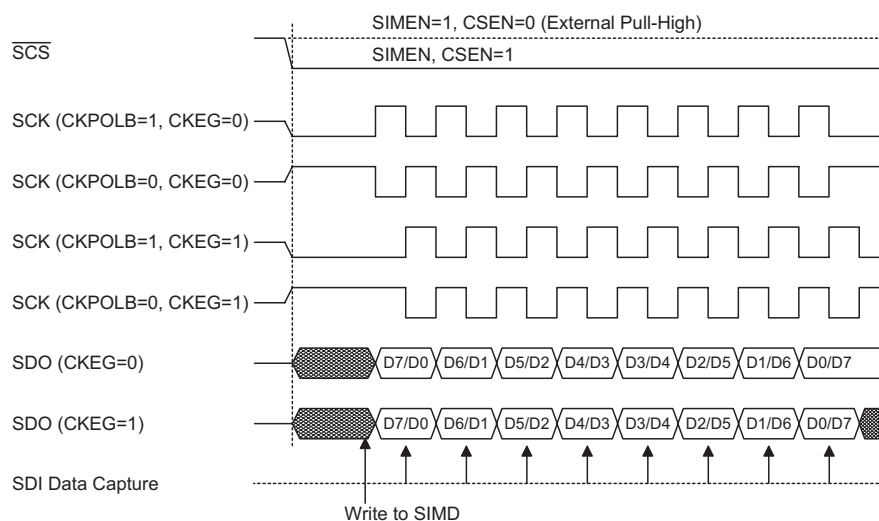 SIMEN=1, CSEN=0 (External Pull-High)
SCS
SIMEN, CSEN=1
SCK (CKPOLB=1, CKEG=0)
SCK (CKPOLB=0, CKEG=0)
SCK (CKPOLB=1, CKEG=1)
SCK (CKPOLB=0, CKEG=1)
SDO (CKEG=0) D7/D0 D6/D1 D5/D2 D4/D3 D3/D4 D2/D5 D1/D6 D0/D7
SDO (CKEG=1) D7/D0 D6/D1 D5/D2 D4/D3 D3/D4 D2/D5 D1/D6 D0/D7
SDI Data Capture
Write to SIMD